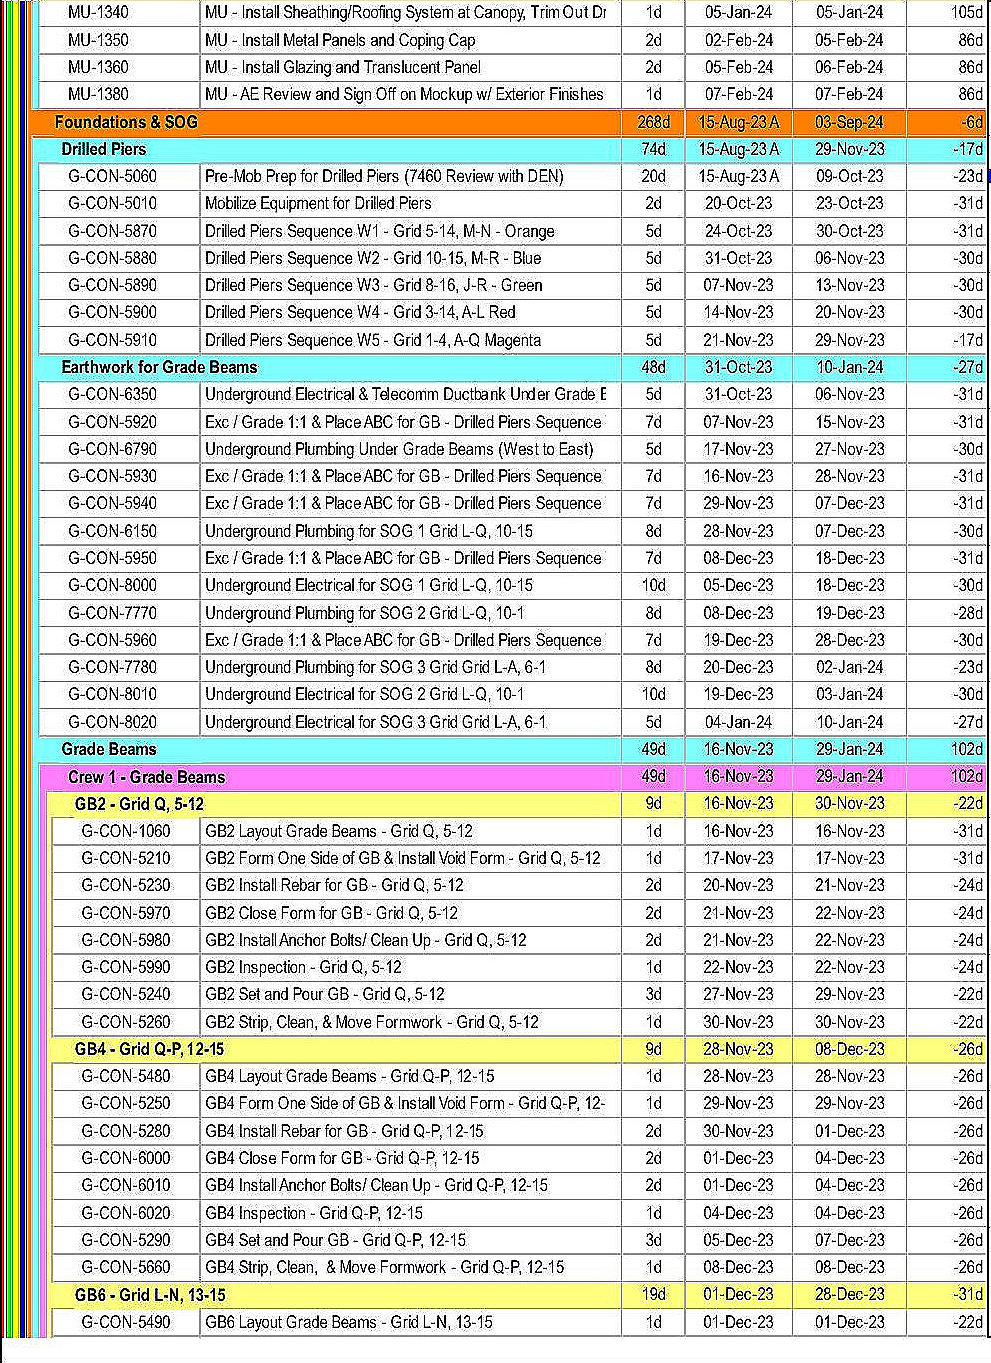 MU-1340 MU - Install Sheathing/Roofing System at Canopy, Trim Out Dr 1d 05-Jan-24 05-Jan-24 105d
MU-1350 MU - Install Metal Panels and Coping Cap 2d 02-Feb-24 05-Feb-24 86d
MU-1360 MU - Install Glazing and Translucent Panel 2d 05-Feb-24 06-Feb-24 86d
MU-1380 MU - AE Review and Sign Off on Mockup w/ Exterior Finishes 1d 07-Feb-24 07-Feb-24 86d
Foundations & SOG 268d 15-Aug-23 A 03-Sep-24 -6d
Drilled Piers 74d 15-Aug-23 A 29-Nov-23 -17d
G-CON-5060 Pre-Mob Prep for Drilled Piers (7460 Review with DEN) 20d 15-Aug-23 A 09-Oct-23 -23d
G-CON-5010 Mobilize Equipment for Drilled Piers 2d 20-Oct-23 23-Oct-23 -31d
G-CON-5870 Drilled Piers Sequence W1 - Grid 5-14, M-N - Orange 5d 24-Oct-23 30-Oct-23 -31d
G-CON-5880 Drilled Piers Sequence W2 - Grid 10-15, M-R - Blue 5d 31-Oct-23 06-Nov-23 -30d
G-CON-5890 Drilled Piers Sequence W3 - Grid 8-16, J-R - Green 5d 07-Nov-23 13-Nov-23 -30d
G-CON-5900 Drilled Piers Sequence W4 - Grid 3-14, A-L Red 5d 14-Nov-23 20-Nov-23 -30d
G-CON-5910 Drilled Piers Sequence W5 - Grid 1-4, A-Q Magenta 5d 21-Nov-23 29-Nov-23 -17d
Earthwork for Grade Beams 48d 31-Oct-23 10-Jan-24 -27d
G-CON-6350 Underground Electrical & Telecomm Ductbank Under Grade E 5d 31-Oct-23 06-Nov-23 -31d
G-CON-5920 Exc / Grade 1:1 & Place ABC for GB - Drilled Piers Sequence 7d 07-Nov-23 15-Nov-23 -31d
G-CON-6790 Underground Plumbing Under Grade Beams (West to East) 5d 17-Nov-23 27-Nov-23 -30d
G-CON-5930 Exc / Grade 1:1 & Place ABC for GB - Drilled Piers Sequence 7d 16-Nov-23 28-Nov-23 -31d
G-CON-5940 Exc / Grade 1:1 & Place ABC for GB - Drilled Piers Sequence 7d 29-Nov-23 07-Dec-23 -31d
G-CON-6150 Underground Plumbing for SOG 1 Grid L-Q, 10-15 8d 28-Nov-23 07-Dec-23 -30d
G-CON-5950 Exc / Grade 1:1 & Place ABC for GB - Drilled Piers Sequence 7d 08-Dec-23 18-Dec-23 -31d
G-CON-8000 Underground Electrical for SOG 1 Grid L-Q, 10-15 10d 05-Dec-23 18-Dec-23 -30d
G-CON-7770 Underground Plumbing for SOG 2 Grid L-Q, 10-1 8d 08-Dec-23 19-Dec-23 -28d
G-CON-5960 Exc / Grade 1:1 & Place ABC for GB - Drilled Piers Sequence 7d 19-Dec-23 28-Dec-23 -30d
G-CON-7780 Underground Plumbing for SOG 3 Grid Grid L-A, 6-1 8d 20-Dec-23 02-Jan-24 -23d
G-CON-8010 Underground Electrical for SOG 2 Grid L-Q, 10-1 10d 19-Dec-23 03-Jan-24 -30d
G-CON-8020 Underground Electrical for SOG 3 Grid Grid L-A, 6-1 5d 04-Jan-24 10-Jan-24 -27d
Grade Beams 49d 16-Nov-23 29-Jan-24 102d
Crew 1 - Grade Beams 49d 16-Nov-23 29-Jan-24 102d
GB2 - Grid Q, 5-12 9d 16-Nov-23 30-Nov-23 -22d
G-CON-1060 GB2 Layout Grade Beams - Grid Q, 5-12 1d 16-Nov-23 16-Nov-23 -31d
G-CON-5210 GB2 Form One Side of GB & Install Void Form - Grid Q, 5-12 1d 17-Nov-23 17-Nov-23 -31d
G-CON-5230 GB2 Install Rebar for GB - Grid Q, 5-12 2d 20-Nov-23 21-Nov-23 -24d
G-CON-5970 GB2 Close Form for GB - Grid Q, 5-12 2d 21-Nov-23 22-Nov-23 -24d
G-CON-5980 GB2 Install Anchor Bolts/ Clean Up - Grid Q, 5-12 2d 21-Nov-23 22-Nov-23 -24d
G-CON-5990 GB2 Inspection - Grid Q, 5-12 1d 22-Nov-23 22-Nov-23 -24d
G-CON-5240 GB2 Set and Pour GB - Grid Q, 5-12 3d 27-Nov-23 29-Nov-23 -22d
G-CON-5260 GB2 Strip, Clean, & Move Formwork - Grid Q, 5-12 1d 30-Nov-23 30-Nov-23 -22d
GB4 - Grid Q-P, 12-15 9d 28-Nov-23 08-Dec-23 -26d
G-CON-5480 GB4 Layout Grade Beams - Grid Q-P, 12-15 1d 28-Nov-23 28-Nov-23 -26d
G-CON-5250 GB4 Form One Side of GB & Install Void Form - Grid Q-P, 12- 1d 29-Nov-23 29-Nov-23 -26d
G-CON-5280 GB4 Install Rebar for GB - Grid Q-P, 12-15 2d 30-Nov-23 01-Dec-23 -26d
G-CON-6000 GB4 Close Form for GB - Grid Q-P, 12-15 2d 01-Dec-23 04-Dec-23 -26d
G-CON-6010 GB4 Install Anchor Bolts/ Clean Up - Grid Q-P, 12-15 2d 01-Dec-23 04-Dec-23 -26d
G-CON-6020 GB4 Inspection - Grid Q-P, 12-15 1d 04-Dec-23 04-Dec-23 -26d
G-CON-5290 GB4 Set and Pour GB - Grid Q-P, 12-15 3d 05-Dec-23 07-Dec-23 -26d
G-CON-5660 GB4 Strip, Clean, & Move Formwork - Grid Q-P, 12-15 1d 08-Dec-23 08-Dec-23 -26d
GB6 - Grid L-N, 13-15 19d 01-Dec-23 28-Dec-23 -31d
G-CON-5490 GB6 Layout Grade Beams - Grid L-N, 13-15 1d 01-Dec-23 01-Dec-23 -22d